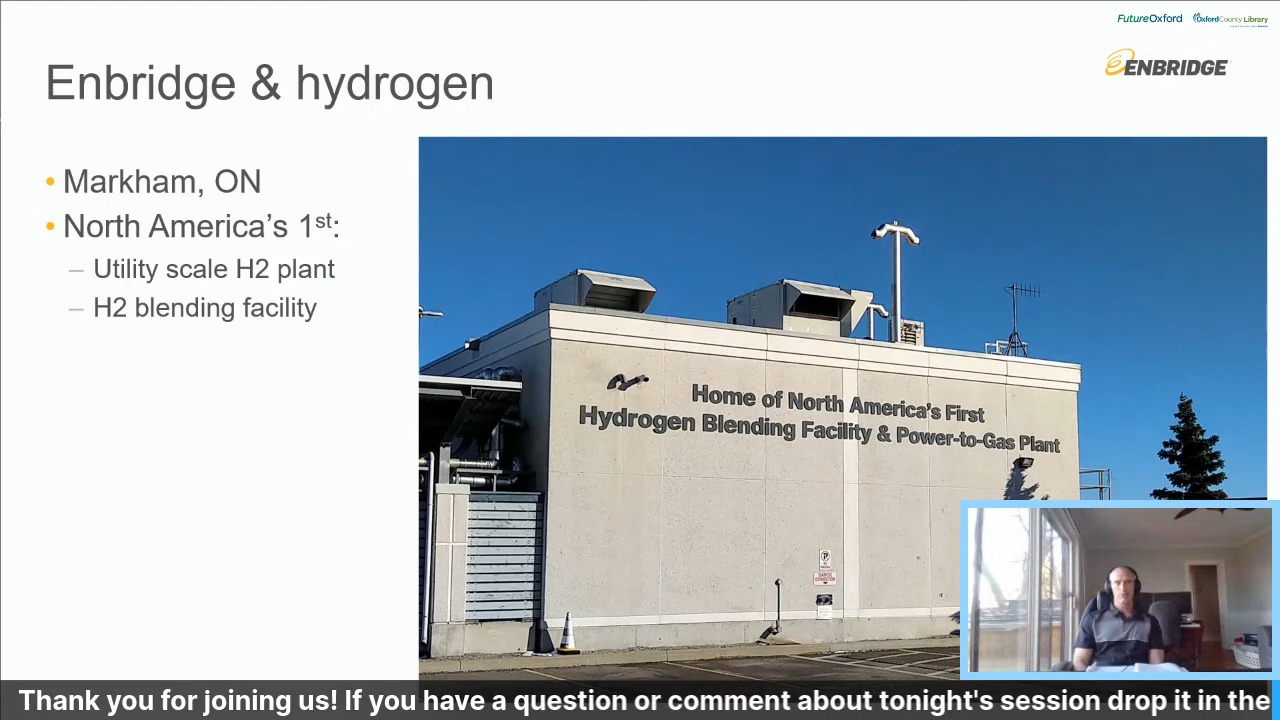 FutureOxford
OxfordCounty Library
Enbridge & hydrogen
ENBRIDGE
• Markham, ON
• North America's 1st:
– Utility scale H2 plant
– H2 blending facility
Home of North America's First
Hydrogen Blending Facility & Power-to-Gas Plant
Thank you for joining us! If you have a question or comment about tonight's session drop it in the